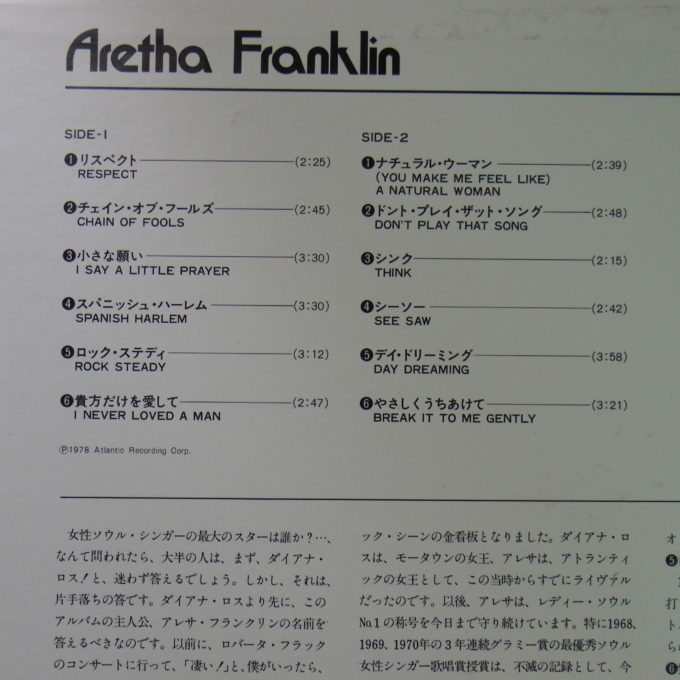 Aretha Franklin
SIDE-1
❶リスペクト (2:25)
RESPECT
❷チェイン・オブ・フールズ (2:45)
CHAIN OF FOOLS
❸小さな願い (3:30)
I SAY A LITTLE PRAYER
❹スパニッシュ・ハーレム (3:30)
SPANISH HARLEM
❺ロック・ステディ (3:12)
ROCK STEADY
❻貴方だけを愛して (2:47)
I NEVER LOVED A MAN
℗1978 Atlantic Recording Corp.
SIDE-2
❶ナチュラル・ウーマン (2:39)
(YOU MAKE ME FEEL LIKE)
A NATURAL WOMAN
❷ドント・プレイ・ザット・ソング (2:48)
DON'T PLAY THAT SONG
❸シンク (2:15)
THINK
❹シーソー (2:42)
SEE SAW
❺デイ・ドリーミング (3:58)
DAY DREAMING
❻やさしくうちあけて (3:21)
BREAK IT TO ME GENTLY
女性ソウル・シンガーの最大のスターは誰か？…、
なんて問われたら、大半の人は、まず、ダイアナ・
ロス！と、迷わず答えるでしょう。しかし、それは、
片手落ちの答です。ダイアナ・ロスより先に、この
アルバムの主人公、アレサ・フランクリンの名前を
答えるべきなのです。以前に、ロバータ・フラック
のコンサートに行って、「凄い！」と、僕がいったら、
ック・シーンの金看板となりました。ダイアナ・ロ
スは、モータウンの女王、アレサは、アトランティ
ックの女王として、この当時からすでにライヴァル
だったのです。以後、アレサは、レディー・ソウル
No.1の称号を今日まで守り続けています。特に1968、
1969、1970年の3年連続グラミー賞の最優秀ソウル
女性シンガー歌唱賞授賞は、不滅の記録として、今
オ
❺
打
ト
ら
❻